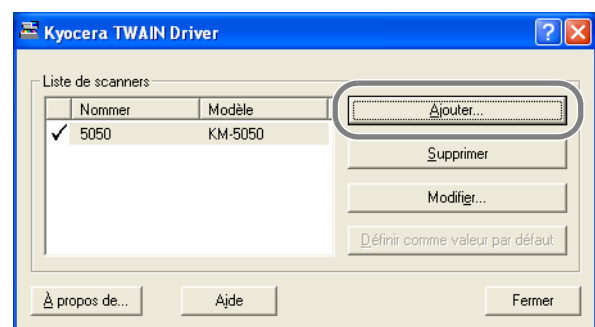 Kyocera TWAIN Driver
Liste de scanners
Nommer Modèle
5050 KM-5050
Ajouter...
Supprimer
Modifier...
Définir comme valeur par défaut
À propos de... Aide Fermer